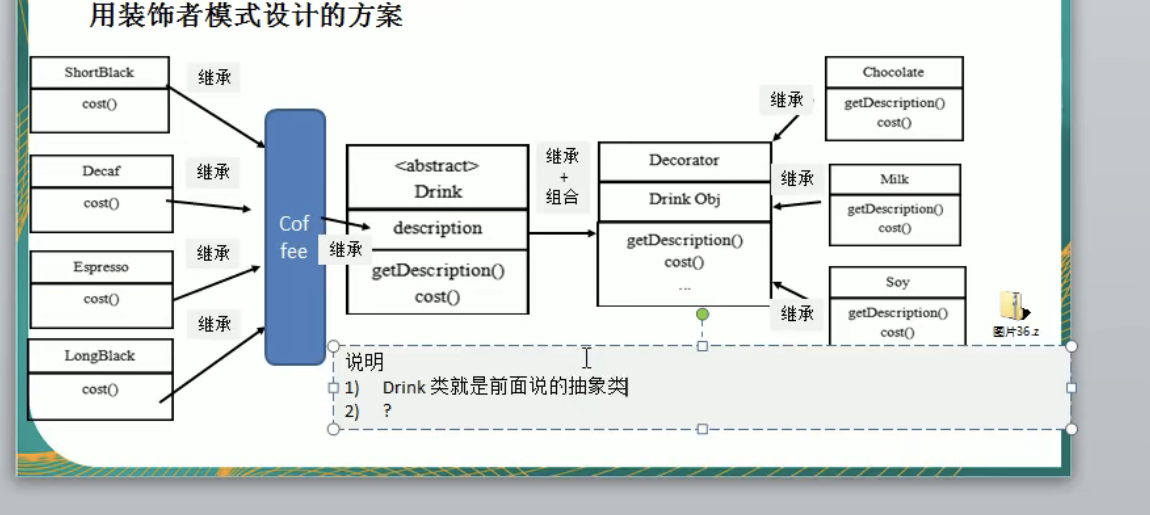 用装饰者模式设计的方案
ShortBlack
cost()
继承
Decaf
cost()
继承
Espresso
cost()
继承
LongBlack
cost()
继承
Cof
fee
继承
<abstract>
Drink
description
getDescription()
cost()
继承
+
组合
Decorator
Drink Obj
getDescription()
cost()
...
继承
Chocolate
getDescription()
cost()
继承
Milk
getDescription()
cost()
继承
Soy
getDescription()
cost()
图片36.z
说明
1) Drink 类就是前面说的抽象类
2) ?